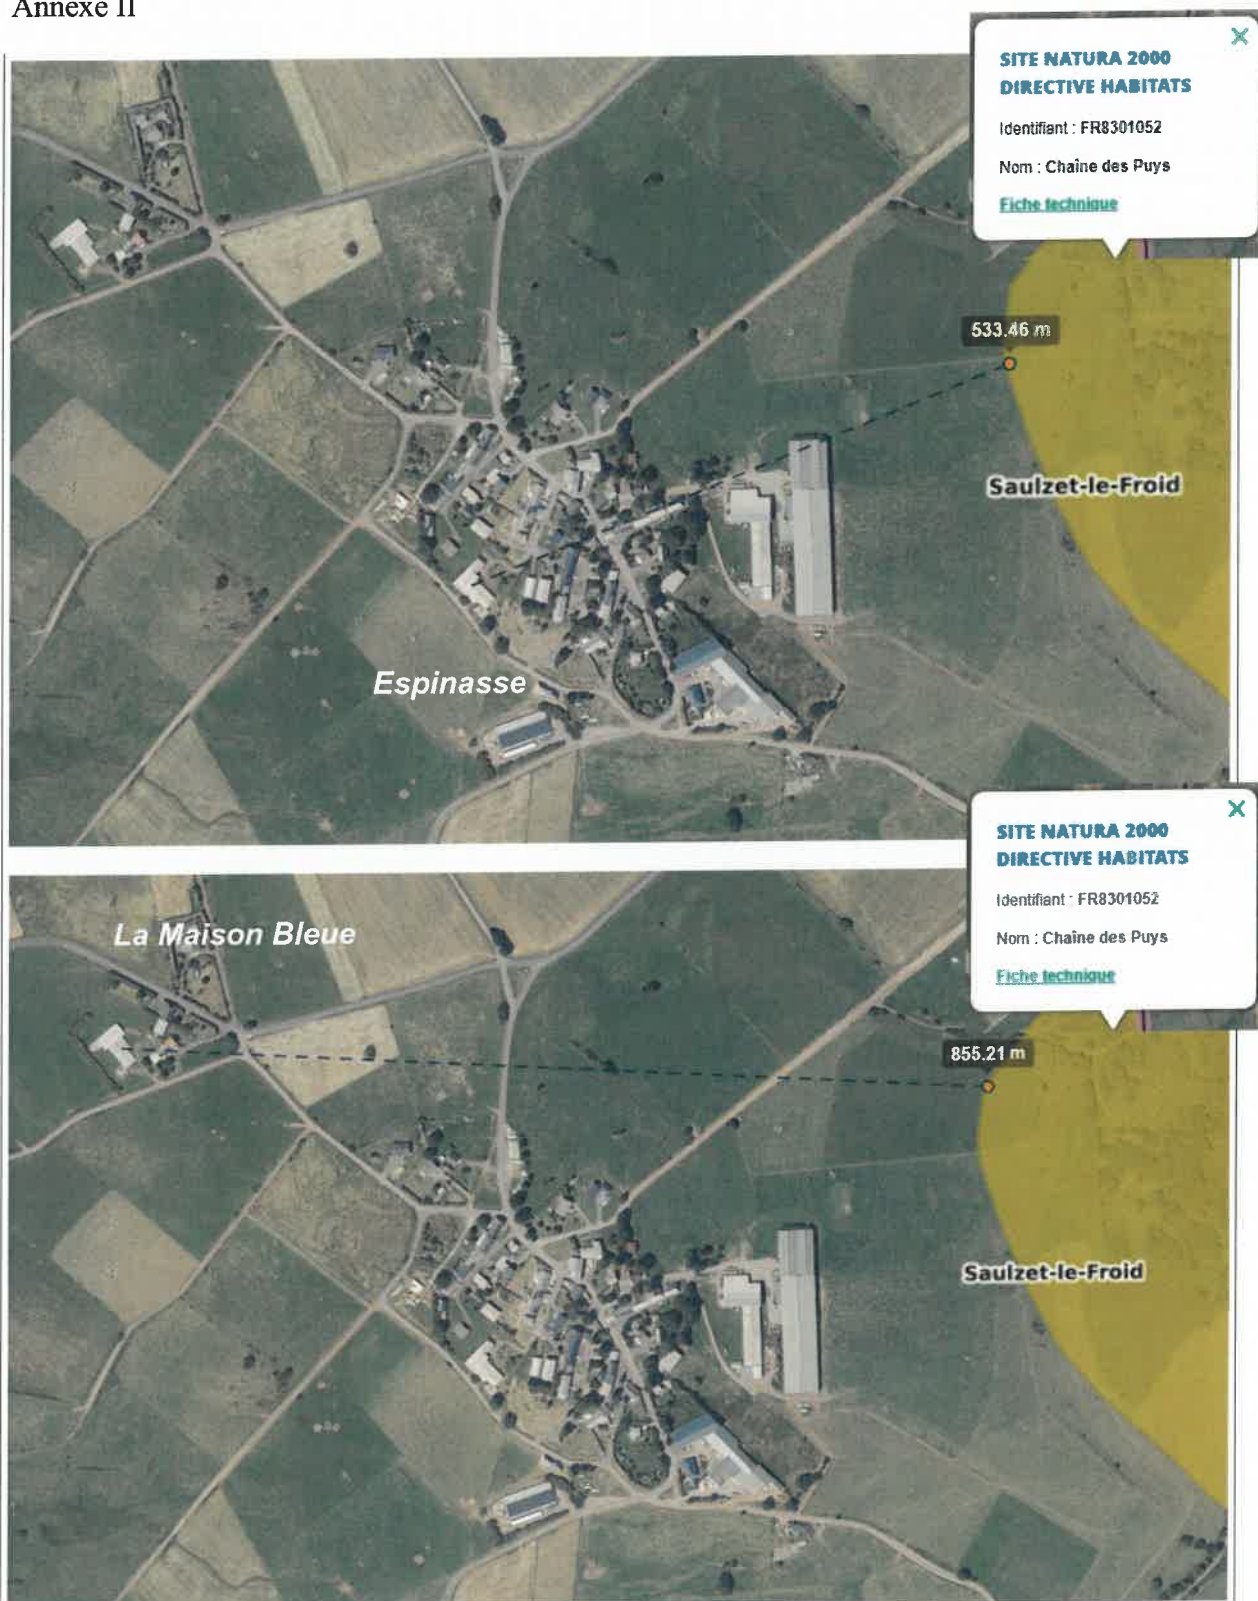 Annexe II
SITE NATURA 2000
DIRECTIVE HABITATS
Identifiant : FR8301052
Nom : Chaîne des Puys
Fiche technique
533.46 m
Saulzet-le-Froid
Espinasse
SITE NATURA 2000
DIRECTIVE HABITATS
Identifiant : FR8301052
Nom : Chaîne des Puys
Fiche technique
La Maison Bleue
855.21 m
Saulzet-le-Froid